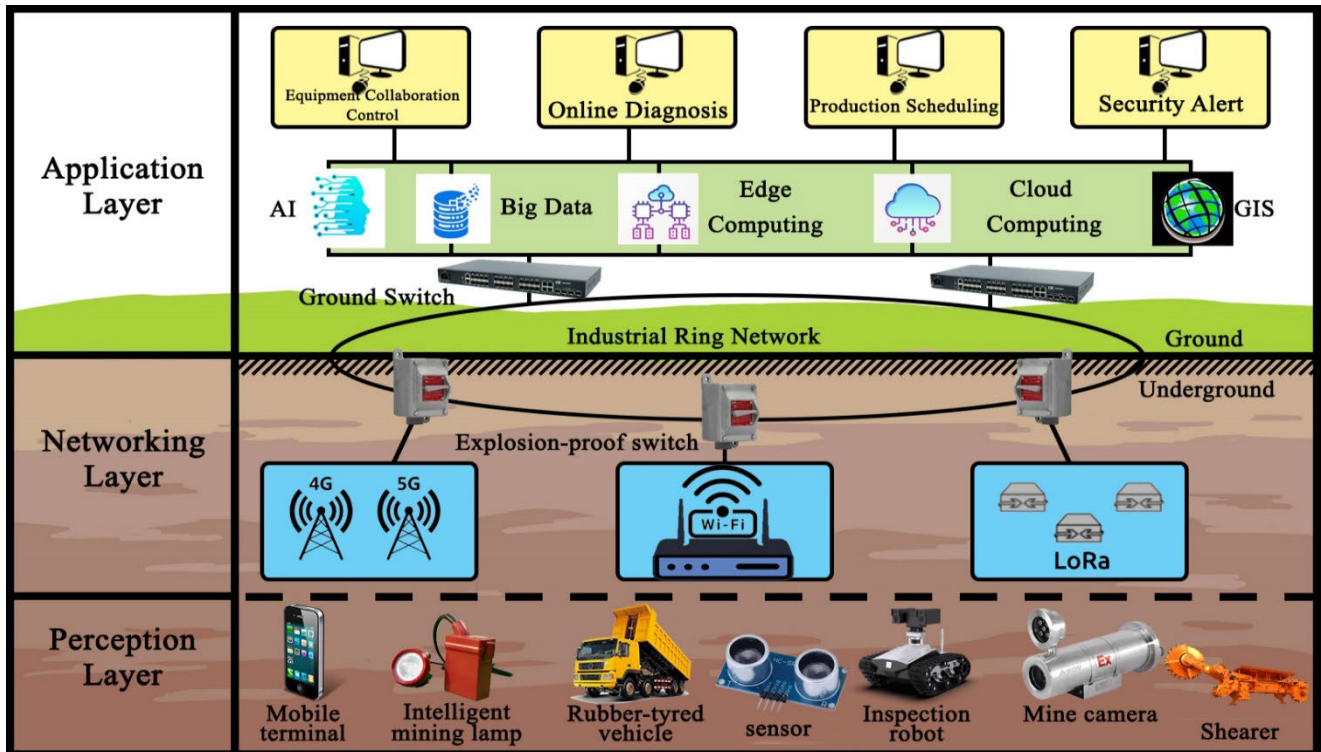 Application
Layer
Equipment Collaboration
Control
Online Diagnosis
Production Scheduling
Security Alert
AI
Big Data
Edge
Computing
Cloud
Computing
GIS
Ground Switch
Industrial Ring Network
Ground
Underground
Networking
Layer
Explosion-proof switch
4G
5G
Wi-Fi
LoRa
Perception
Layer
Ex
Mobile
terminal
Intelligent
mining lamp
Rubber-tyred
vehicle
sensor
Inspection
robot
Mine camera
Shearer